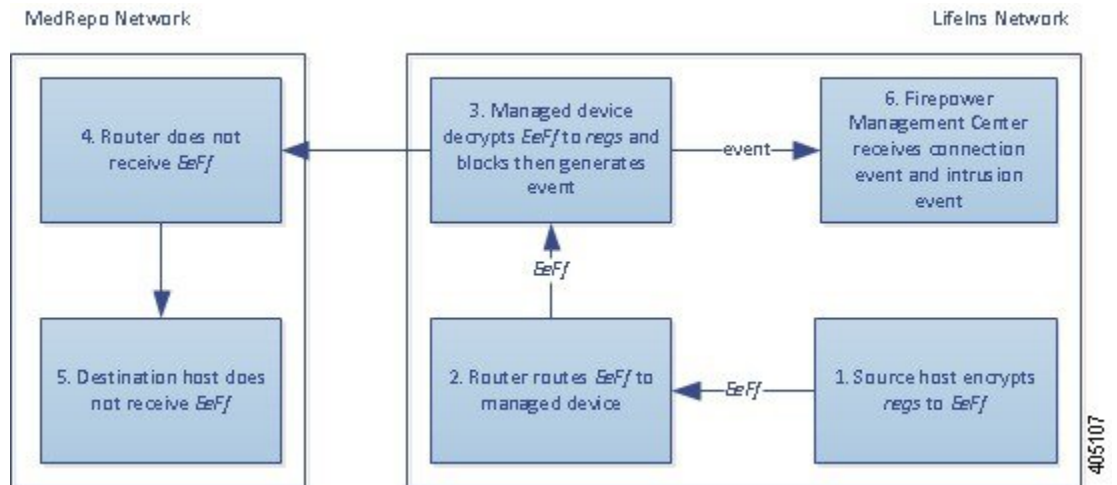 MedRepo Network
LifeIns Network
4. Router does not
receive EeFf
3. Managed device
decrypts EeFf to regs and
blocks then generates
event
event
6. Firepower
Management Center
receives connection
event and intrusion
event
EeFf
5. Destination host does
not receive EeFf
2. Router routes EeFf to
managed device
EeFf
1. Source host encrypts
regs to EeFf
405107